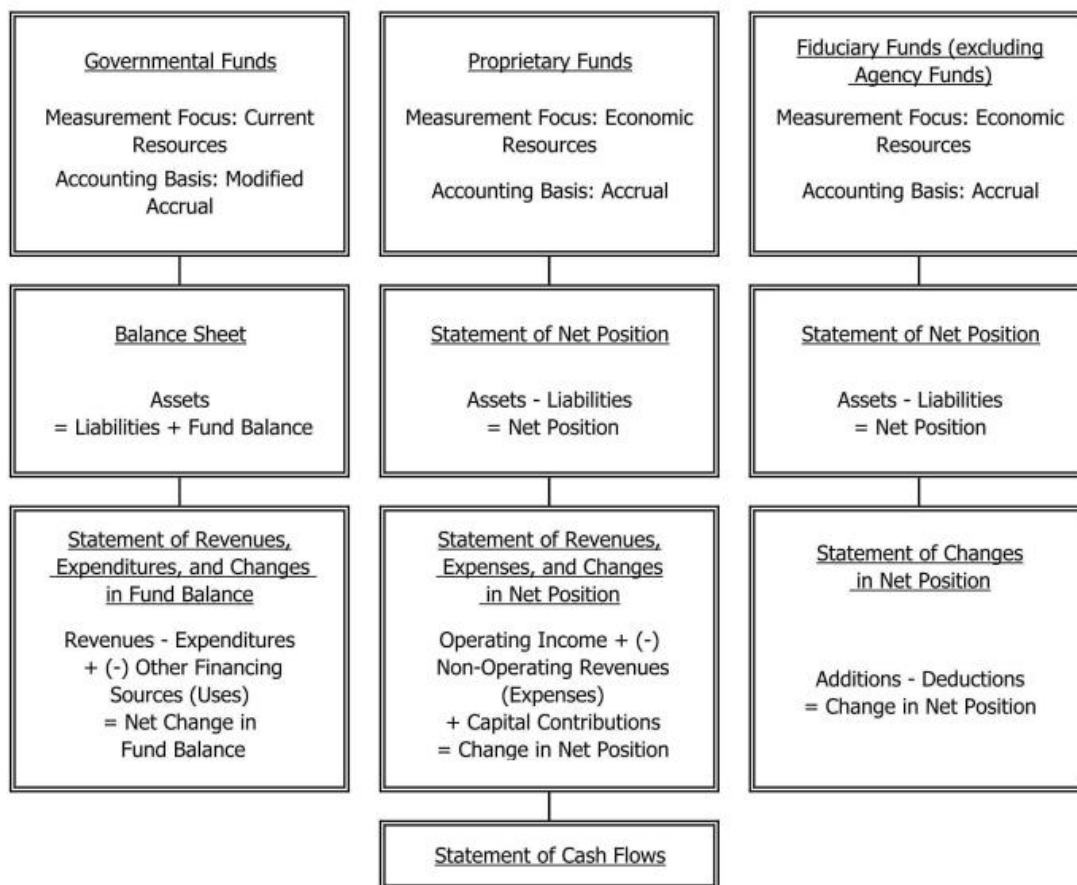 Governmental Funds
Measurement Focus: Current
Resources
Accounting Basis: Modified
Accrual
Proprietary Funds
Measurement Focus: Economic
Resources
Accounting Basis: Accrual
Fiduciary Funds (excluding
Agency Funds)
Measurement Focus: Economic
Resources
Accounting Basis: Accrual
Balance Sheet
Assets
= Liabilities + Fund Balance
Statement of Net Position
Assets - Liabilities
= Net Position
Statement of Net Position
Assets - Liabilities
= Net Position
Statement of Revenues,
Expenditures, and Changes
in Fund Balance
Revenues - Expenditures
+ (-) Other Financing
Sources (Uses)
= Net Change in
Fund Balance
Statement of Revenues,
Expenses, and Changes
in Net Position
Operating Income + (-)
Non-Operating Revenues
(Expenses)
+ Capital Contributions
= Change in Net Position
Statement of Changes
in Net Position
Additions - Deductions
= Change in Net Position
Statement of Cash Flows